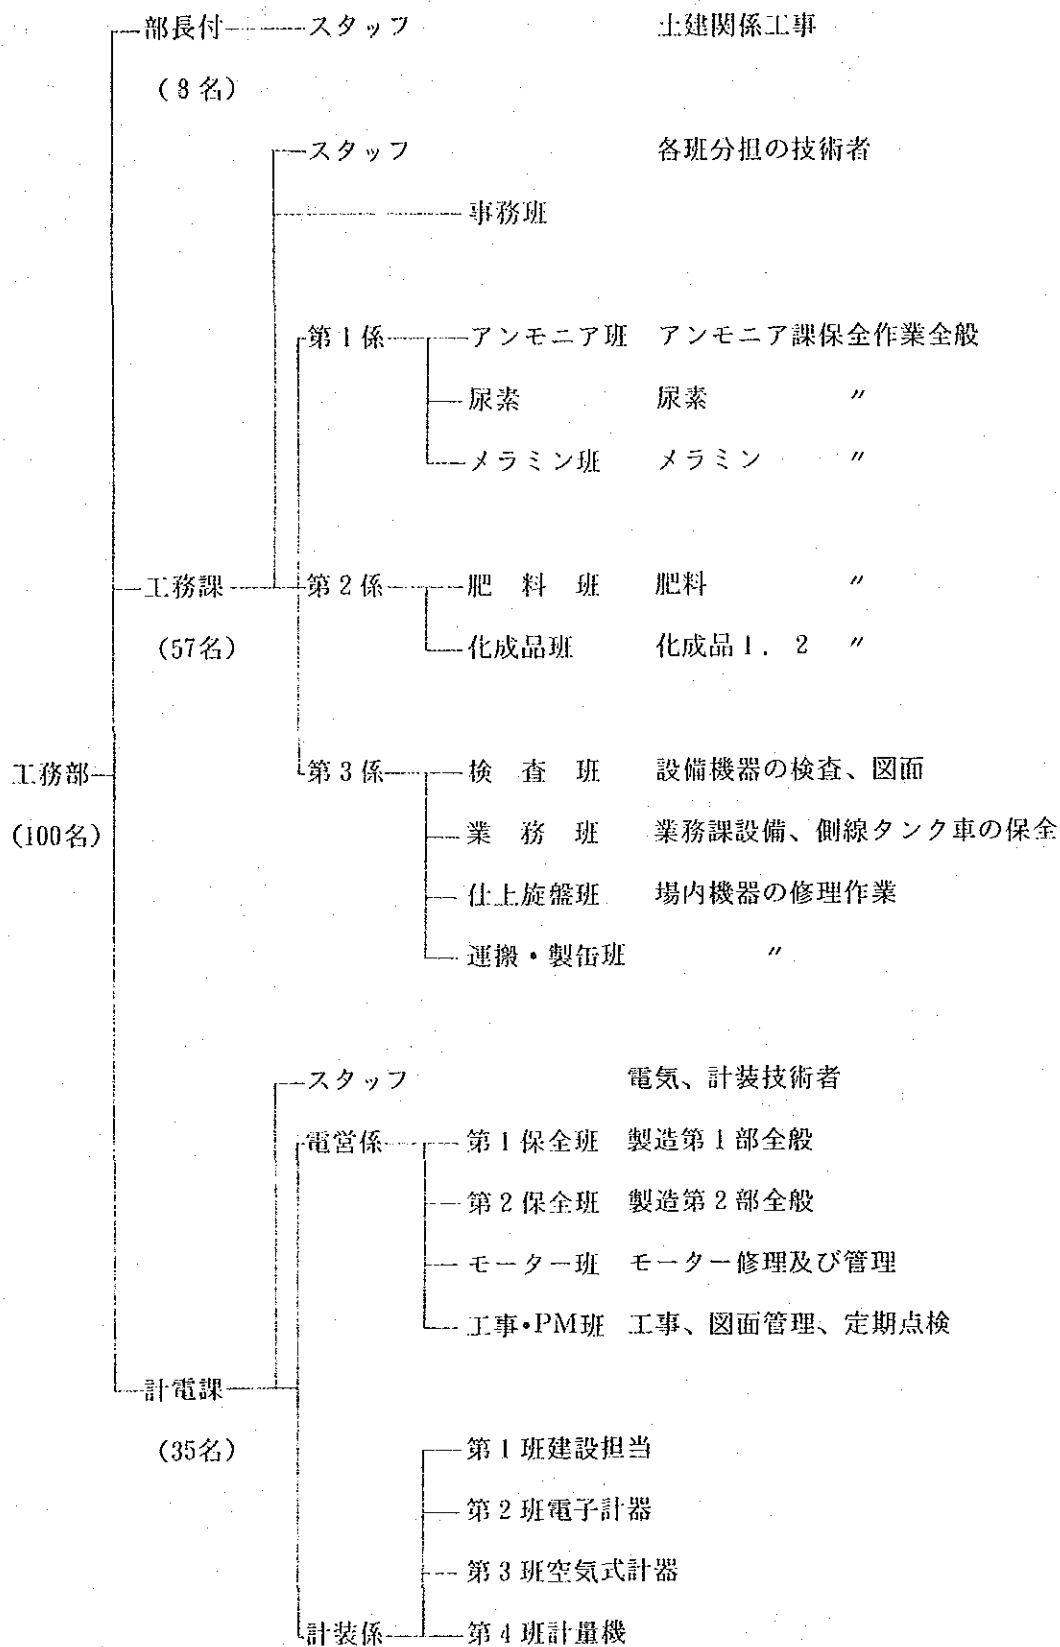 部長付 スタッフ 土建関係工事
(8名)
スタッフ 各班分担の技術者
事務班
第1係 アンモニア班 アンモニア課保全作業全般
尿素 尿素 〃
メラミン班 メラミン 〃
工務課 第2係 肥料班 肥料 〃
(57名) 化成品班 化成品1.2 〃
工務部 第3係 検査班 設備機器の検査、図面
(100名) 業務班 業務課設備、側線タンク車の保全
仕上旋盤班 場内機器の修理作業
運搬・製缶班 〃
スタッフ 電気、計装技術者
電営係 第1保全班 製造第1部全般
第2保全班 製造第2部全般
モーター班 モーター修理及び管理
工事・PM班 工事、図面管理、定期点検
計電課
(35名) 第1班建設担当
第2班電子計器
第3班空気式計器
計装係 第4班計量機